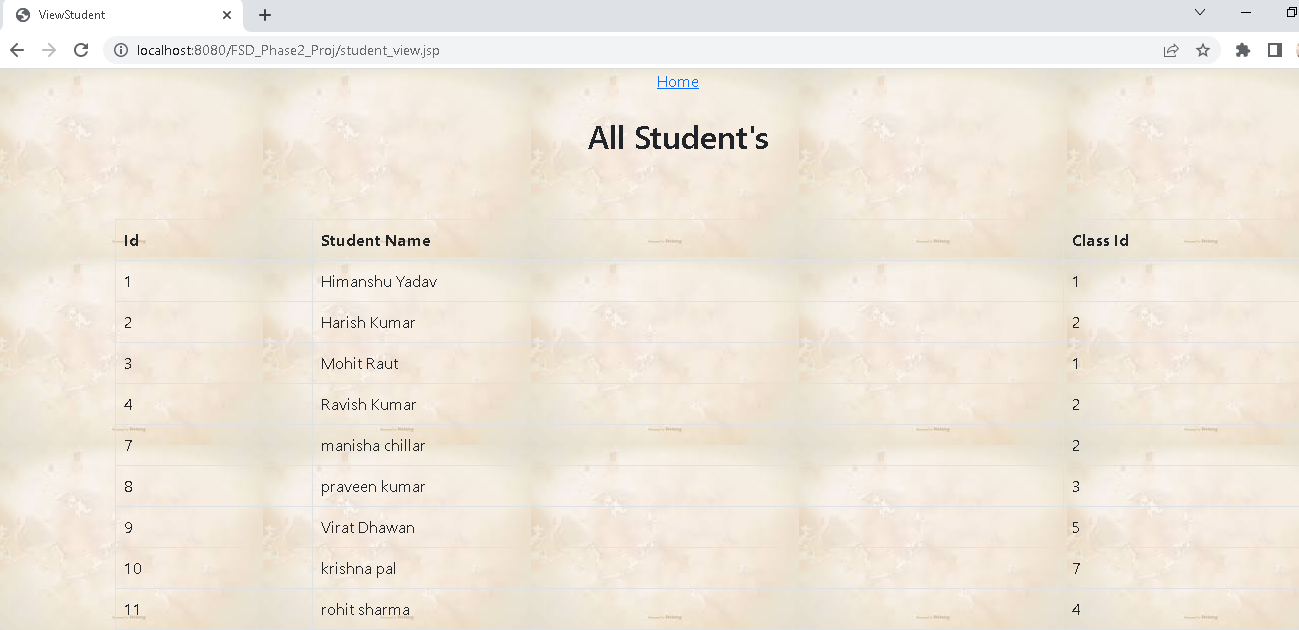 ViewStudent
localhost:8080/FSD_Phase2_Proj/student_view.jsp
Home
All Student's
Id Student Name Class Id
1 Himanshu Yadav 1
2 Harish Kumar 2
3 Mohit Raut 1
4 Ravish Kumar 2
7 manisha chillar 2
8 praveen kumar 3
9 Virat Dhawan 5
10 krishna pal 7
11 rohit sharma 4